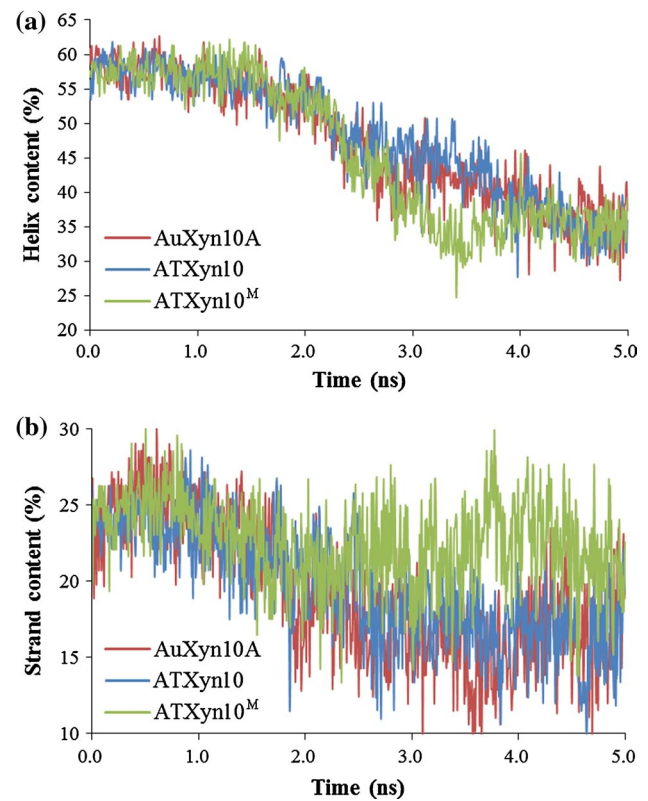 (a)
Helix content (%)
65
60
55
50
45
40
35
30
25
20
AuXyn10A
ATXyn10
ATXyn10ᴹ
0.0 1.0 2.0 3.0 4.0 5.0
Time (ns)
(b)
Strand content (%)
30
25
20
15
10
AuXyn10A
ATXyn10
ATXyn10ᴹ
0.0 1.0 2.0 3.0 4.0 5.0
Time (ns)